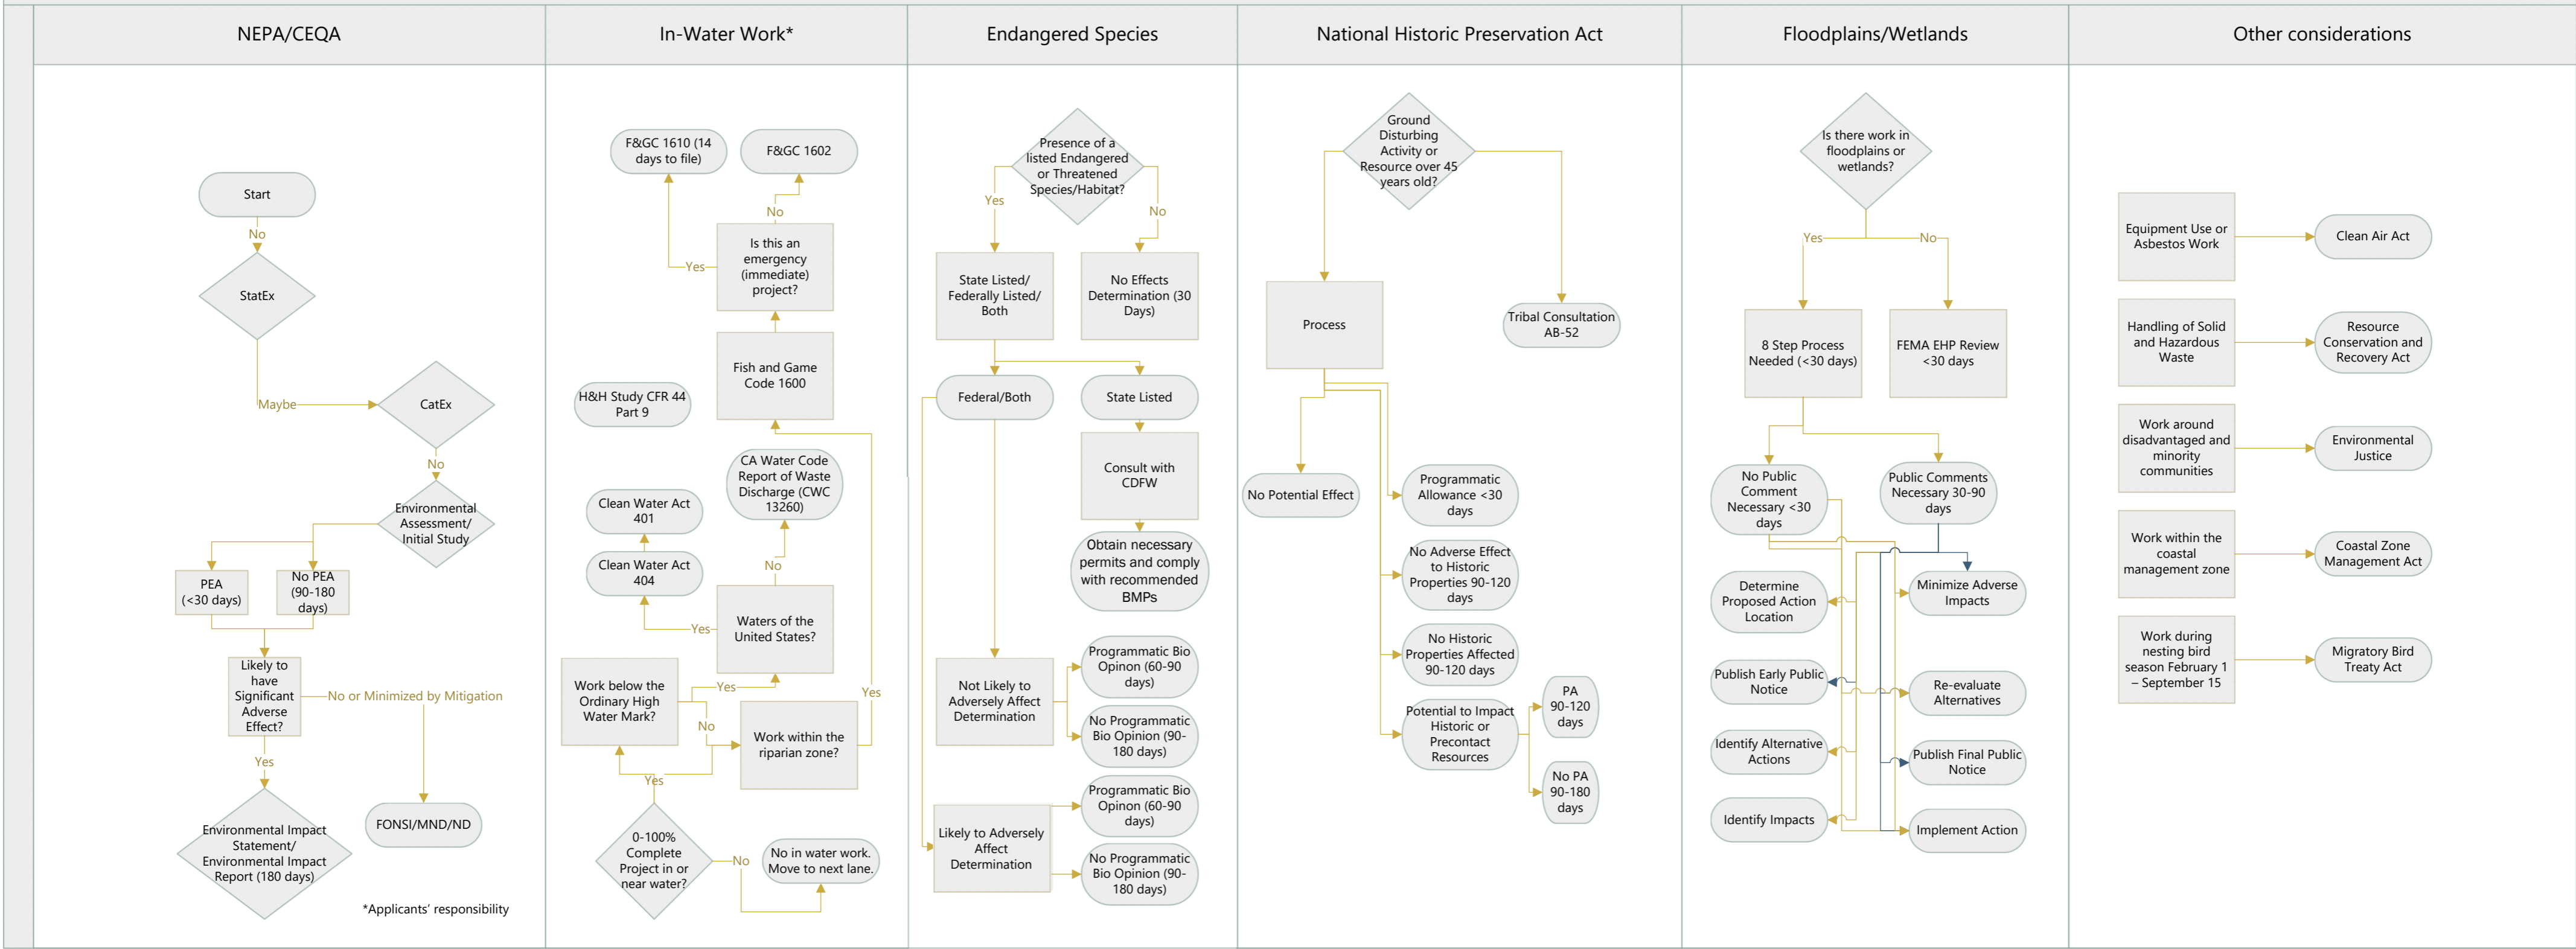 NEPA/CEQA
Start
No
StatEx
Maybe
CatEx
No
Environmental
Assessment/
Initial Study
PEA
(<30 days)
No PEA
(90-180
days)
Likely to
have
Significant
Adverse
Effect?
No or Minimized by Mitigation
Yes
Environmental Impact
Statement/
Environmental Impact
Report (180 days)
FONSI/MND/ND
*Applicants’ responsibility
In-Water Work*
F&GC 1610 (14
days to file)
F&GC 1602
No
Is this an
emergency
(immediate)
project?
Yes
Fish and Game
Code 1600
H&H Study CFR 44
Part 9
CA Water Code
Report of Waste
Discharge (CWC
13260)
Clean Water Act
401
Clean Water Act
404
No
Waters of the
United States?
Yes
Work below the
Ordinary High
Water Mark?
Yes
No
Yes
Work within the
riparian zone?
Yes
0-100%
Complete
Project in or
near water?
No
No in water work.
Move to next lane.
Endangered Species
Presence of a
listed Endangered
or Threatened
Species/Habitat?
Yes
No
State Listed/
Federally Listed/
Both
No Effects
Determination (30
Days)
Federal/Both
State Listed
Consult with
CDFW
Obtain necessary
permits and comply
with recommended
BMPs
Not Likely to
Adversely Affect
Determination
Programmatic Bio
Opinon (60-90
days)
No Programmatic
Bio Opinion (90-
180 days)
Likely to Adversely
Affect
Determination
Programmatic Bio
Opinon (60-90
days)
No Programmatic
Bio Opinion (90-
180 days)
National Historic Preservation Act
Ground
Disturbing
Activity or
Resource over 45
years old?
Process
Tribal Consultation
AB-52
No Potential Effect
Programmatic
Allowance <30
days
No Adverse Effect
to Historic
Properties 90-120
days
No Historic
Properties Affected
90-120 days
Potential to Impact
Historic or
Precontact
Resources
PA
90-120
days
No PA
90-180
days
Floodplains/Wetlands
Is there work in
floodplains or
wetlands?
Yes
No
8 Step Process
Needed (<30 days)
FEMA EHP Review
<30 days
No Public
Comment
Necessary <30
days
Public Comments
Necessary 30-90
days
Determine
Proposed Action
Location
Minimize Adverse
Impacts
Publish Early Public
Notice
Re-evaluate
Alternatives
Identify Alternative
Actions
Publish Final Public
Notice
Identify Impacts
Implement Action
Other considerations
Equipment Use or
Asbestos Work
Clean Air Act
Handling of Solid
and Hazardous
Waste
Resource
Conservation and
Recovery Act
Work around
disadvantaged and
minority
communities
Environmental
Justice
Work within the
coastal
management zone
Coastal Zone
Management Act
Work during
nesting bird
season February 1
– September 15
Migratory Bird
Treaty Act